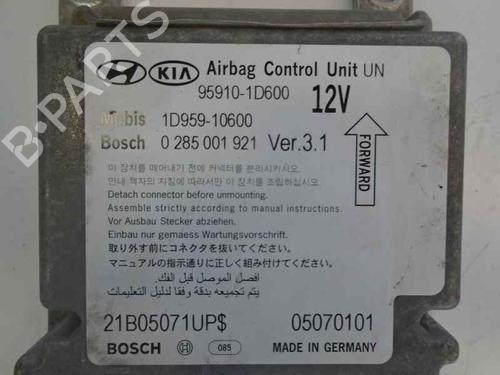 HYUNDAI KIA Airbag Control Unit UN
95910-1D600 12V
Mobis 1D959-10600
Bosch 0 285 001 921 Ver.3.1
FORWARD
이 장치를 떼어내기 전에 커넥터를 분리시키시오.
안내 책자의 지침에 따라서만 이 장치를 조립하시오.
Detach connector before unmounting.
Assemble strictly according to manual instructions.
Vor Ausbau Stecker abziehen.
Einbau nur gemaess Wartungsvorschrift.
取り外す前にコネクタを抜いてください。
マニュアルの指示通りに正しく組み付けてください。
افصل الموصل قبل الفك.
يتم تجميعه بدقة وفقا لدليل التعليمات
21B05071UP$ 05070101
BOSCH 085 MADE IN GERMANY